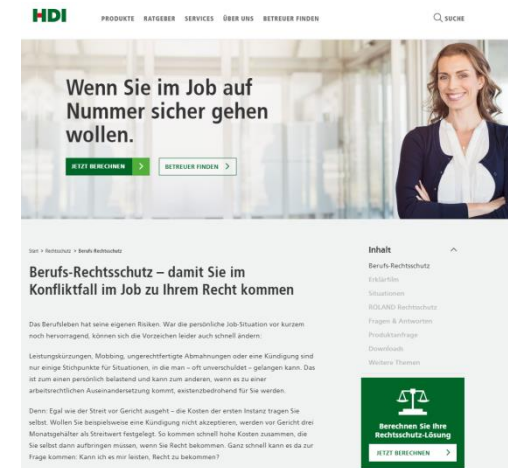 HDI
PRODUKTE RATGEBER SERVICES ÜBER UNS BETREUER FINDEN
SUCHE
Wenn Sie im Job auf
Nummer sicher gehen
wollen.
JETZT BERECHNEN
BETREUER FINDEN
Start > Rechtsschutz > Berufs-Rechtsschutz
Berufs-Rechtsschutz – damit Sie im
Konfliktfall im Job zu Ihrem Recht kommen
Das Berufsleben hat seine eigenen Risiken. War die persönliche Job-Situation vor kurzem
noch hervorragend, können sich die Vorzeichen leider auch schnell ändern:
Leistungskürzungen, Mobbing, ungerechtfertigte Abmahnungen oder eine Kündigung sind
nur einige Stichpunkte für Situationen, in die man – oft unverschuldet – gelangen kann. Das
ist zum einen persönlich belastend und kann zum anderen, wenn es zu einer
arbeitsrechtlichen Auseinandersetzung kommt, existenzbedrohend für Sie werden.
Denn: Egal wie der Streit vor Gericht ausgeht – die Kosten der ersten Instanz tragen Sie
selbst. Wollen Sie beispielsweise eine Kündigung nicht akzeptieren, werden vor Gericht drei
Monatsgehälter als Streitwert festgelegt. So kommen schnell hohe Kosten zusammen, die
Sie selbst dann aufbringen müssen, wenn Sie Recht bekommen. Ganz schnell kann es da zur
Frage kommen: Kann ich es mir leisten, Recht zu bekommen?
Inhalt
Berufs-Rechtsschutz
Erklärfilm
Situationen
ROLAND Rechtsschutz
Fragen & Antworten
Produktanfrage
Downloads
Weitere Themen
Berechnen Sie Ihre
Rechtsschutz-Lösung
JETZT BERECHNEN